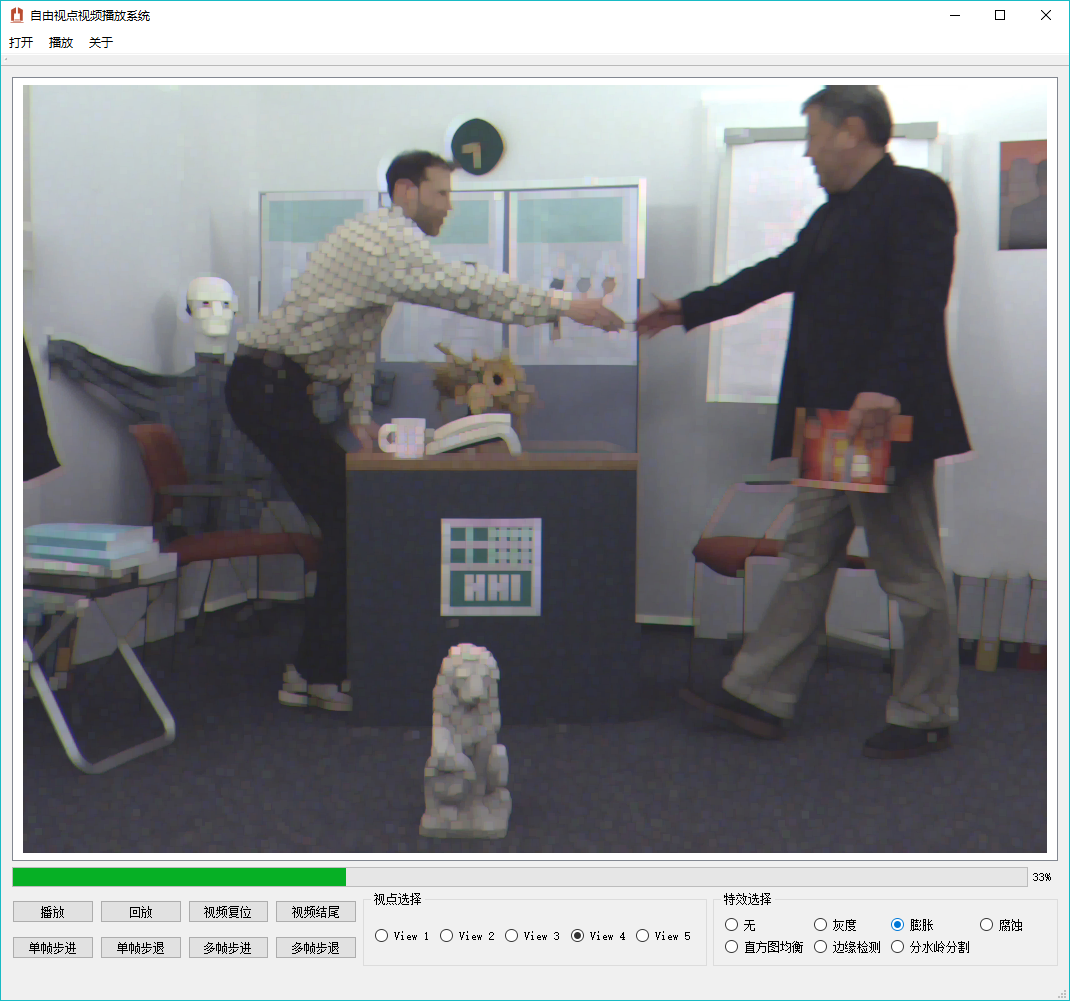 自由视点视频播放系统
打开 播放 关于
HHI
33%
播放 回放 视频复位 视频结尾
单帧步进 单帧步退 多帧步进 多帧步退
视点选择
View 1 View 2 View 3 View 4 View 5
特效选择
无 灰度 膨胀 腐蚀
直方图均衡 边缘检测 分水岭分割